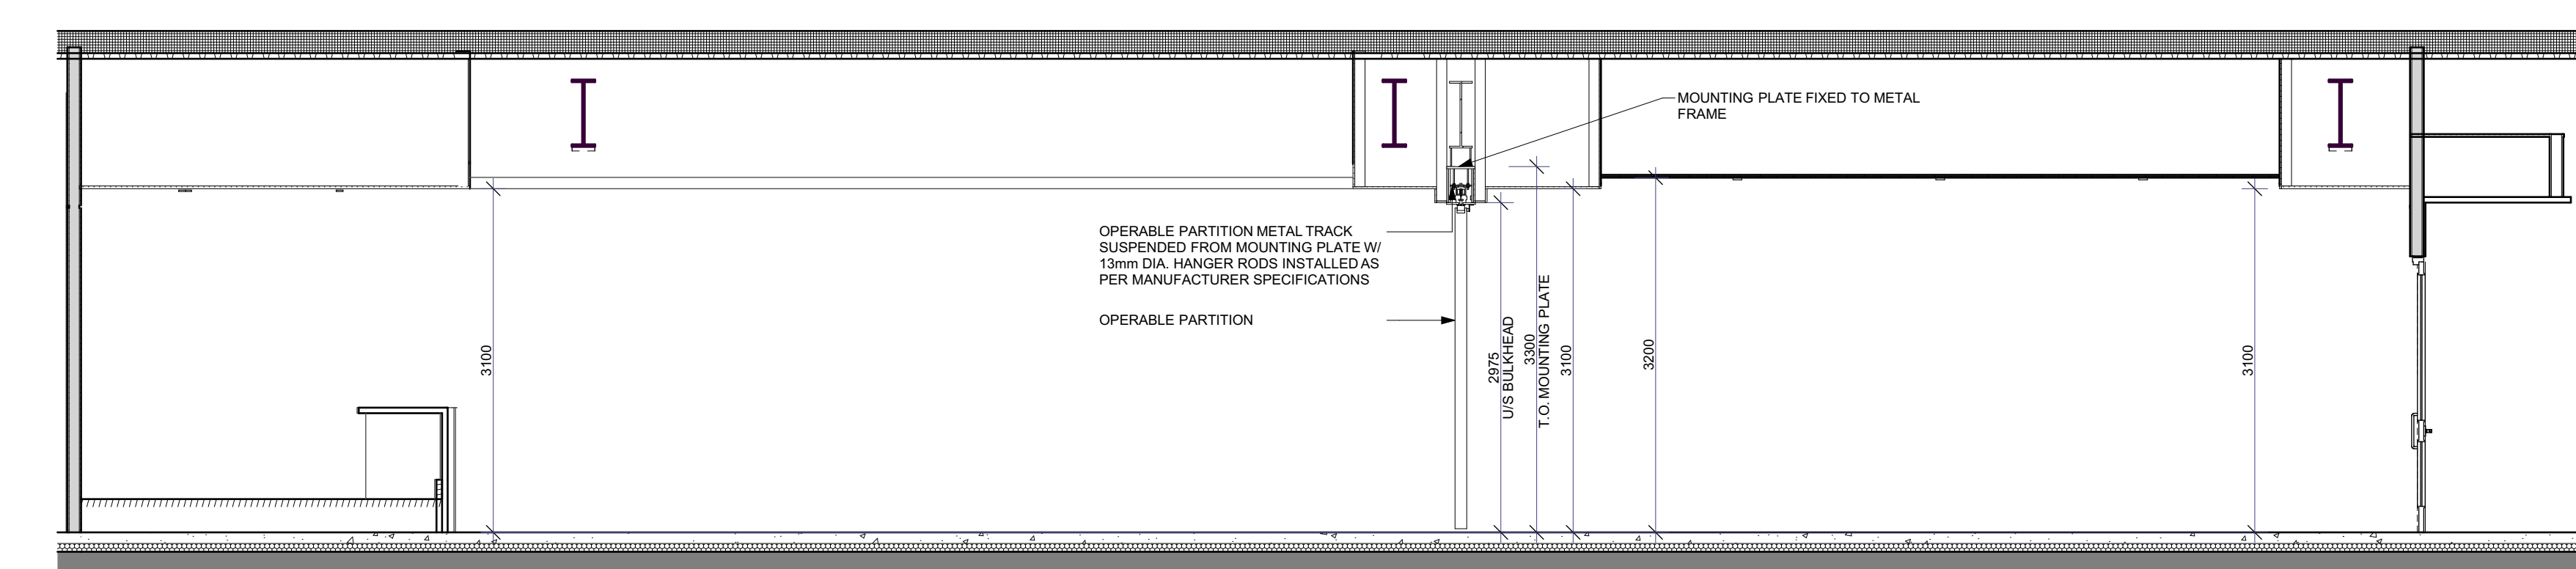 MOUNTING PLATE FIXED TO METAL
FRAME
OPERABLE PARTITION METAL TRACK
SUSPENDED FROM MOUNTING PLATE W/
13mm DIA. HANGER RODS INSTALLED AS
PER MANUFACTURER SPECIFICATIONS
OPERABLE PARTITION
3100
2975
U/S BULKHEAD
3300
T.O. MOUNTING PLATE
3100
3200
3100